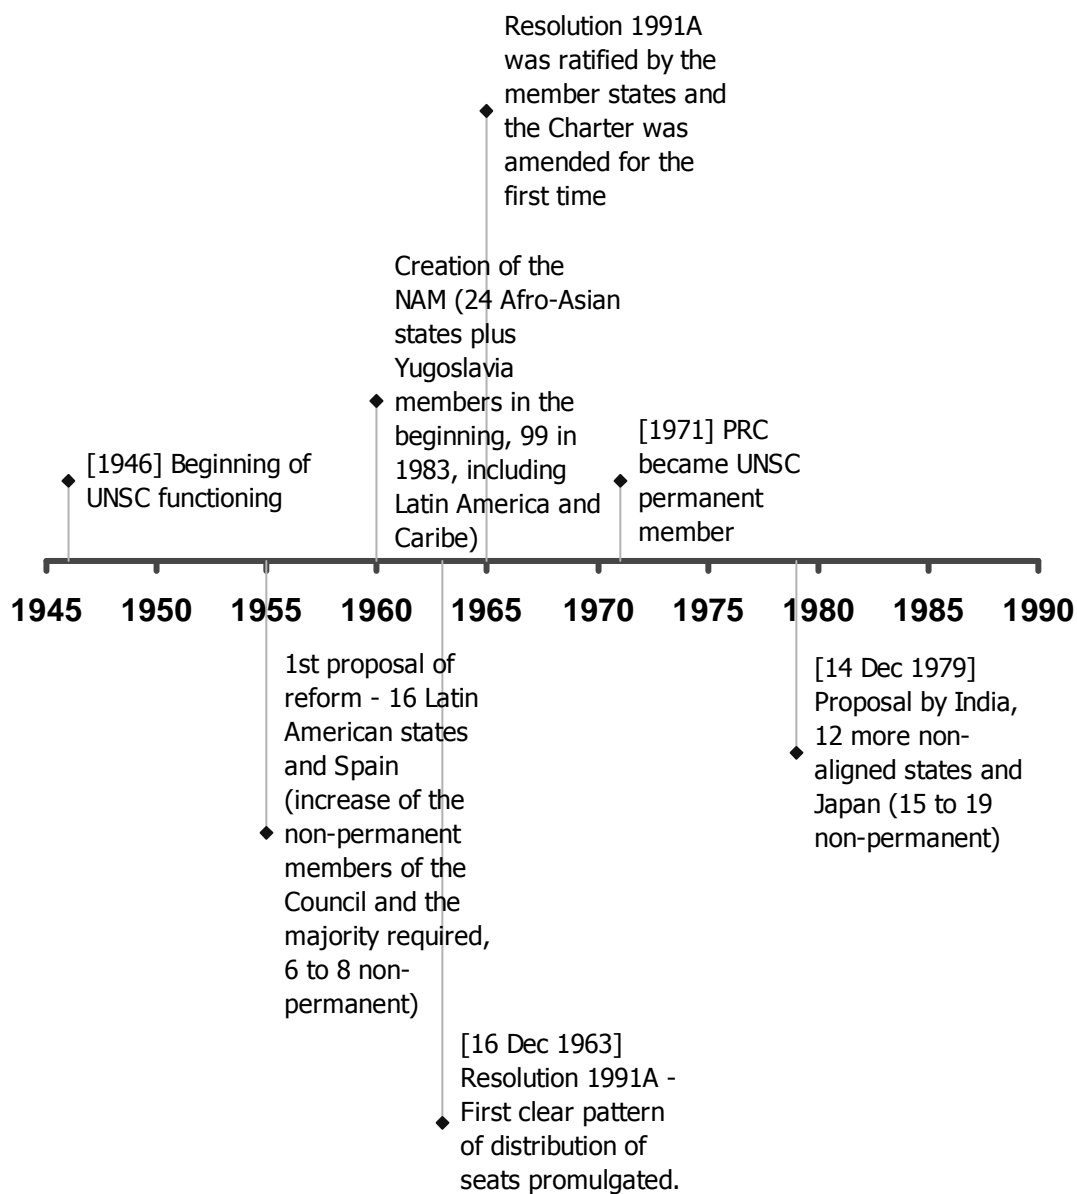 Resolution 1991A
was ratified by the
member states and
the Charter was
amended for the
first time
Creation of the
NAM (24 Afro-Asian
states plus
Yugoslavia
members in the
beginning, 99 in
1983, including
Latin America and
Caribe)
[1946] Beginning of
UNSC functioning
[1971] PRC
became UNSC
permanent
member
1945 1950 1955 1960 1965 1970 1975 1980 1985 1990
1st proposal of
reform - 16 Latin
American states
and Spain
(increase of the
non-permanent
members of the
Council and the
majority required,
6 to 8 non-
permanent)
[14 Dec 1979]
Proposal by India,
12 more non-
aligned states and
Japan (15 to 19
non-permanent)
[16 Dec 1963]
Resolution 1991A -
First clear pattern
of distribution of
seats promulgated.